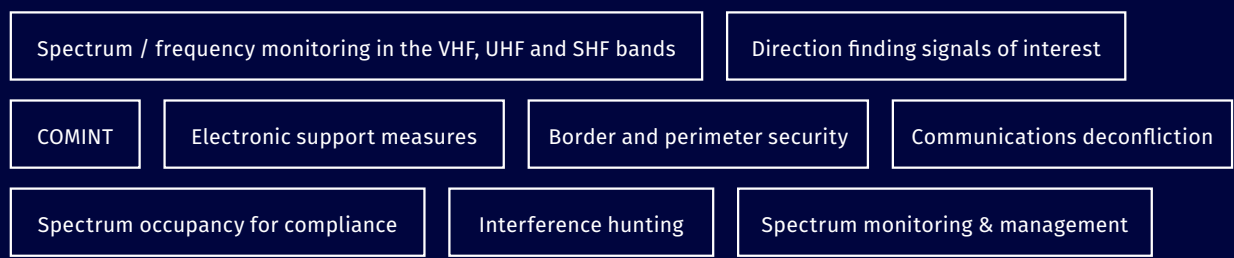 Spectrum / frequency monitoring in the VHF, UHF and SHF bands
Direction finding signals of interest
COMINT
Electronic support measures
Border and perimeter security
Communications deconfliction
Spectrum occupancy for compliance
Interference hunting
Spectrum monitoring & management